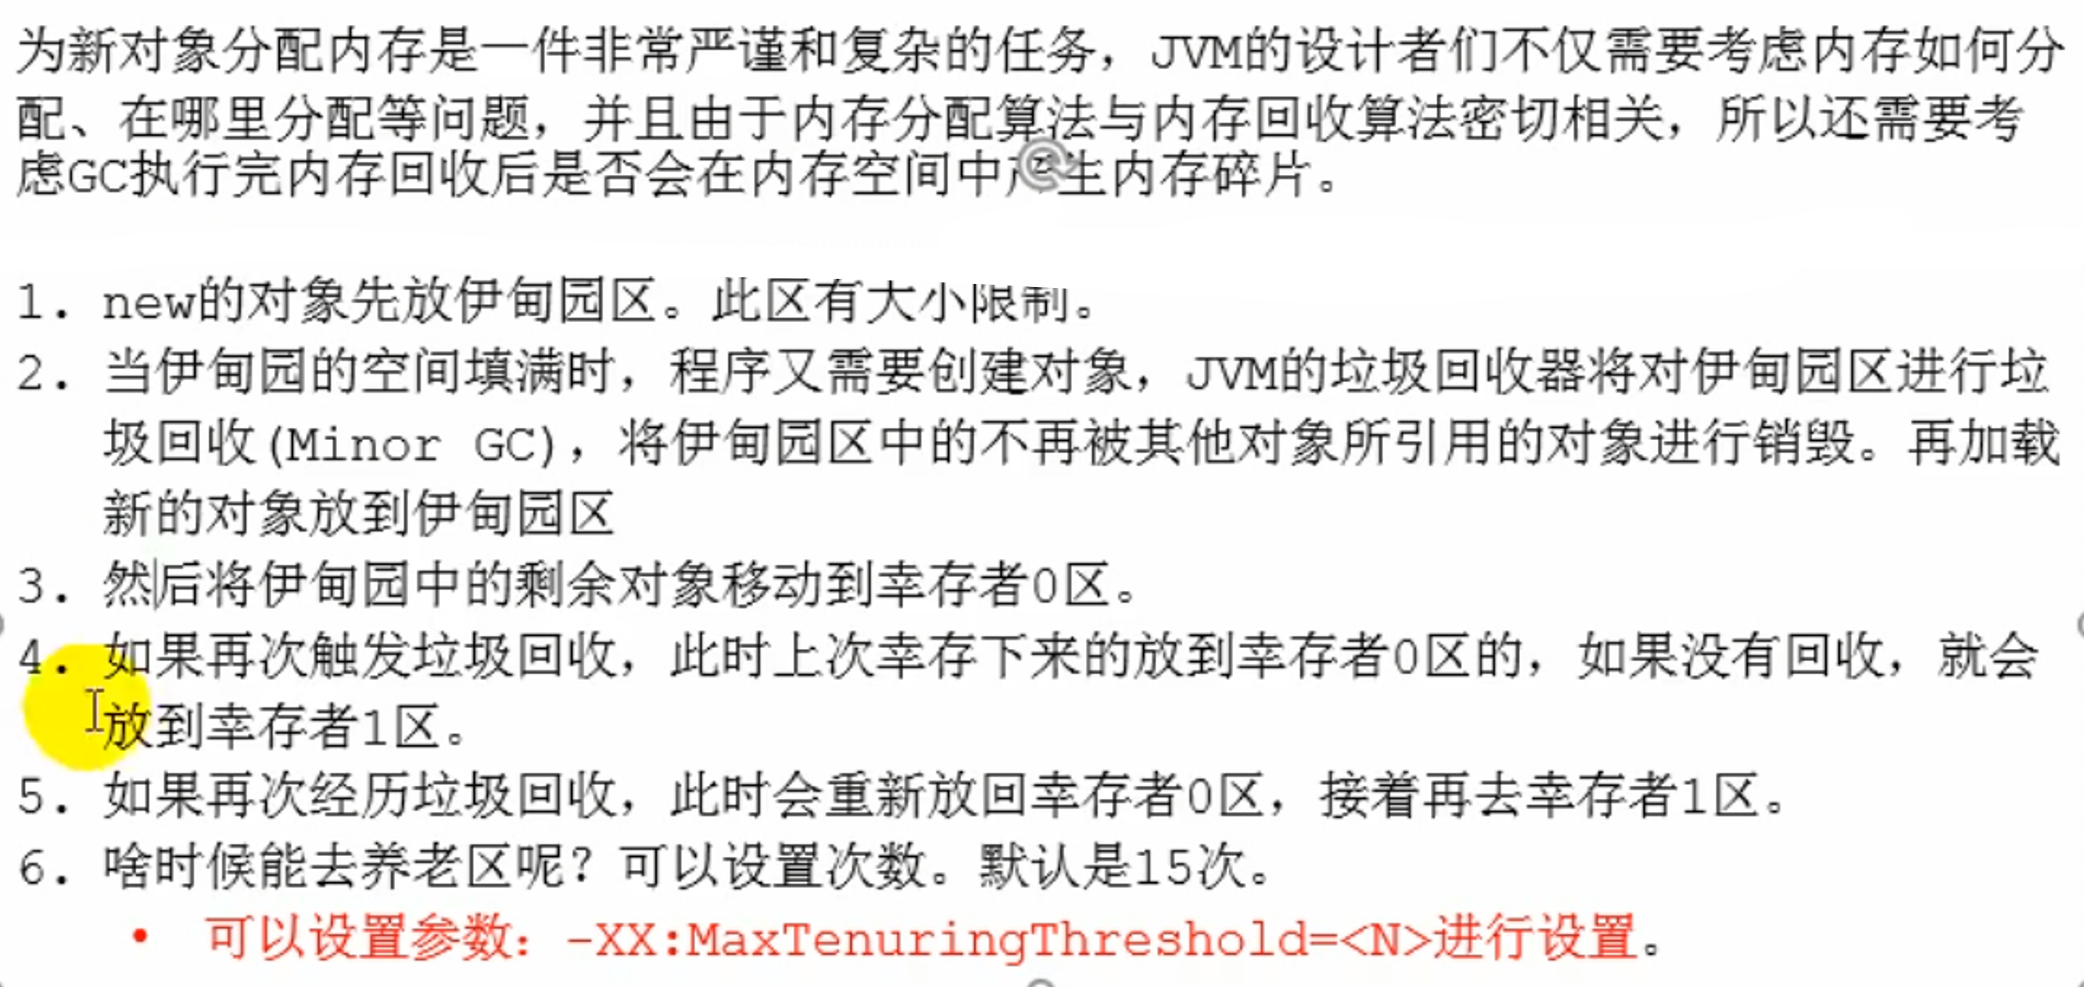 为新对象分配内存是一件非常严谨和复杂的任务，JVM的设计者们不仅需要考虑内存如何分
配、在哪里分配等问题，并且由于内存分配算法与内存回收算法密切相关，所以还需要考
虑GC执行完内存回收后是否会在内存空间中产生内存碎片。
1. new的对象先放伊甸园区。此区有大小限制。
2. 当伊甸园的空间填满时，程序又需要创建对象，JVM的垃圾回收器将对伊甸园区进行垃
圾回收(Minor GC)，将伊甸园区中的不再被其他对象所引用的对象进行销毁。再加载
新的对象放到伊甸园区
3. 然后将伊甸园中的剩余对象移动到幸存者0区。
4. 如果再次触发垃圾回收，此时上次幸存下来的放到幸存者0区的，如果没有回收，就会
放到幸存者1区。
5. 如果再次经历垃圾回收，此时会重新放回幸存者0区，接着再去幸存者1区。
6. 啥时候能去养老区呢？可以设置次数。默认是15次。
• 可以设置参数：-XX:MaxTenuringThreshold=<N>进行设置。